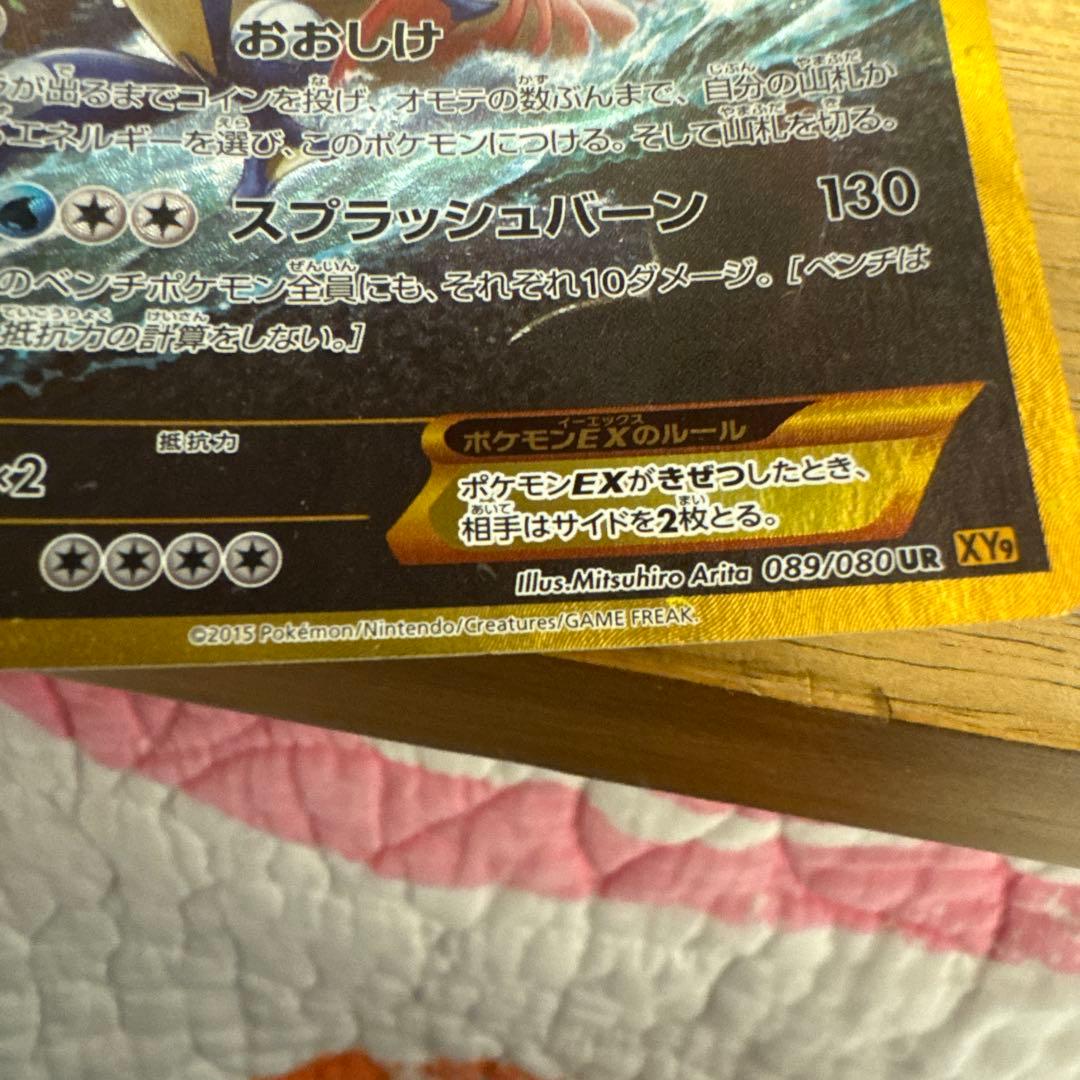 おおしけ
が出るまでコインを投げ、オモテの数ぶんまで、自分の山札か
エネルギーを選び、このポケモンにつける。そして山札を切る。
スプラッシュバーン 130
のベンチポケモン全員にも、それぞれ10ダメージ。[ベンチは
抵抗力の計算をしない。]
抵抗力
×2
ポケモンEXのルール
ポケモンEXがきぜつしたとき、
相手はサイドを2枚とる。
Illus.Mitsuhiro Arita 089/080 UR XY9
©2015 Pokémon/Nintendo/Creatures/GAME FREAK.